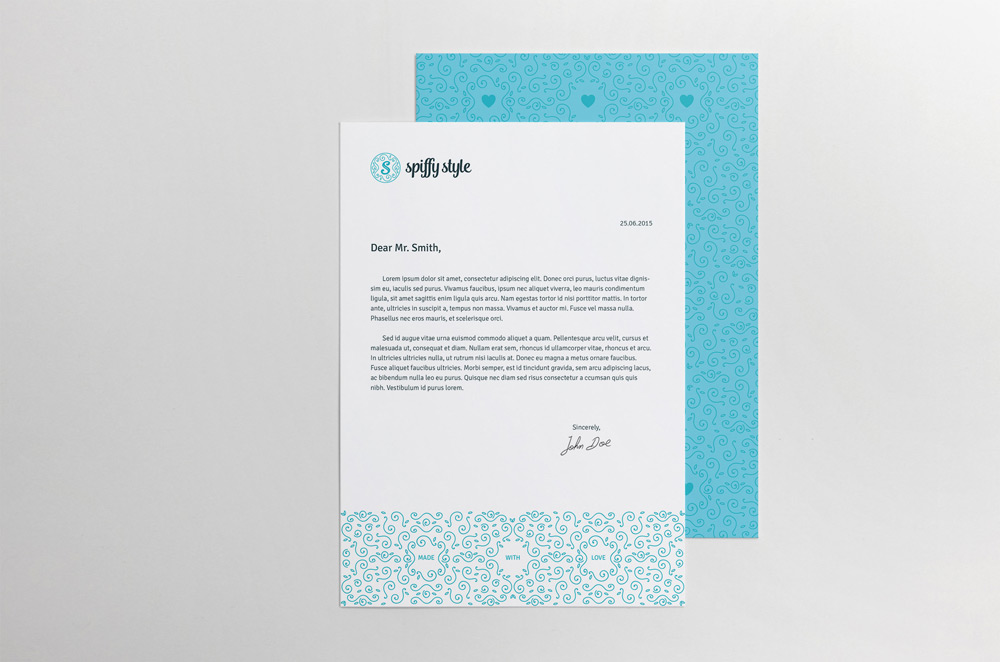 S spiffy style
25.06.2015
Dear Mr. Smith,
Lorem ipsum dolor sit amet, consectetur adipiscing elit. Donec orci purus, luctus vitae dignis-
sim eu, iaculis sed purus. Vivamus faucibus, ipsum nec aliquet viverra, leo mauris condimentum
ligula, sit amet sagittis enim ligula quis arcu. Nam egestas tortor id nisi porttitor mattis. In tortor
ante, ultricies in suscipit a, tempus non massa. Vivamus et auctor mi. Fusce vel massa nulla.
Phasellus nec eros mauris, et scelerisque orci.
Sed id augue vitae urna euismod commodo aliquet a quam. Pellentesque arcu velit, cursus et
malesuada ut, consequat et diam. Nullam erat sem, rhoncus id ullamcorper vitae, rhoncus et arcu.
In ultricies ultricies nulla, ut rutrum nisi iaculis at. Donec eu magna a metus ornare faucibus.
Fusce aliquet faucibus ultricies. Morbi semper, est id tincidunt gravida, sem arcu adipiscing lacus,
ac bibendum nulla leo eu purus. Quisque nec diam sed risus consectetur a ccumsan quis quis
nibh. Vestibulum id purus lorem.
Sincerely,
John Doe
MADE WITH LOVE